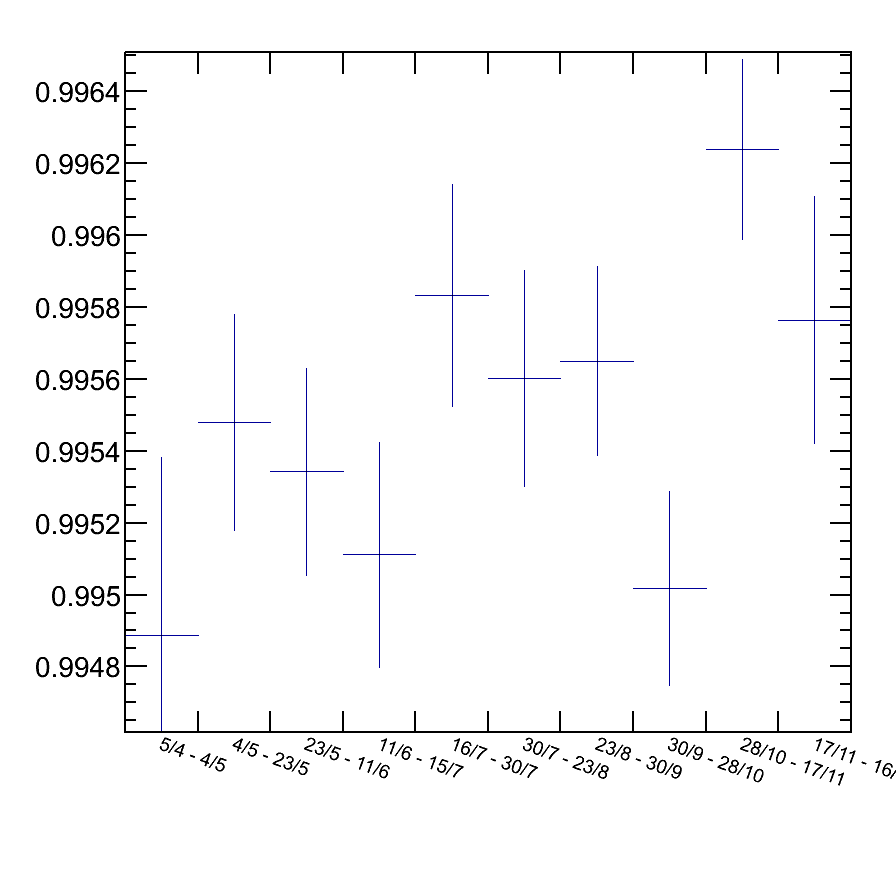 0.9964
0.9962
0.996
0.9958
0.9956
0.9954
0.9952
0.995
0.9948
5/4 - 4/5
4/5 - 23/5
23/5 - 11/6
11/6 - 15/7
16/7 - 30/7
30/7 - 23/8
23/8 - 30/9
30/9 - 28/10
28/10 - 17/11
17/11 - 16/